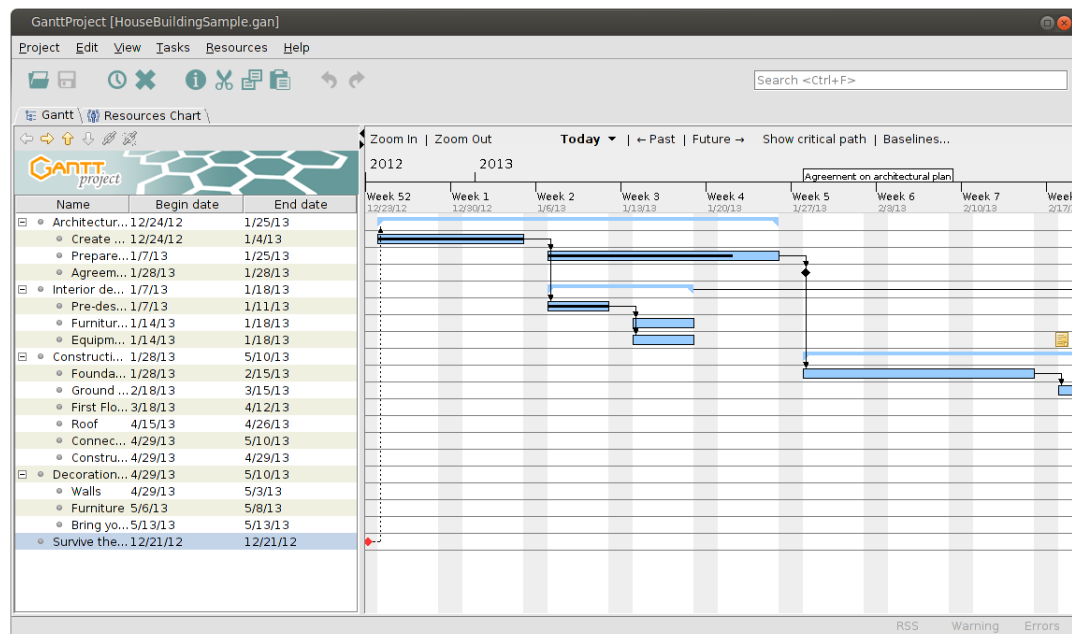 GanttProject [HouseBuildingSample.gan]
Project Edit View Tasks Resources Help
Search <Ctrl+F>
Gantt Resources Chart
Zoom In | Zoom Out Today ▼ | ← Past | Future → Show critical path | Baselines...
GANTT project
2012 2013
Agreement on architectural plan
Week 52 Week 1 Week 2 Week 3 Week 4 Week 5 Week 6 Week 7 Week
12/23/12 12/30/12 1/6/13 1/13/13 1/20/13 1/27/13 2/3/13 2/10/13 2/17/
Name Begin date End date
Architectur... 12/24/12 1/25/13
Create ... 12/24/12 1/4/13
Prepare... 1/7/13 1/25/13
Agreem... 1/28/13 1/28/13
Interior de... 1/7/13 1/18/13
Pre-des... 1/7/13 1/11/13
Furnitur... 1/14/13 1/18/13
Equipm... 1/14/13 1/18/13
Constructi... 1/28/13 5/10/13
Founda... 1/28/13 2/15/13
Ground ... 2/18/13 3/15/13
First Flo... 3/18/13 4/12/13
Roof 4/15/13 4/26/13
Connec... 4/29/13 5/10/13
Constru... 4/29/13 4/29/13
Decoration... 4/29/13 5/10/13
Walls 4/29/13 5/3/13
Furniture 5/6/13 5/8/13
Bring yo... 5/13/13 5/13/13
Survive the... 12/21/12 12/21/12
RSS Warning Errors